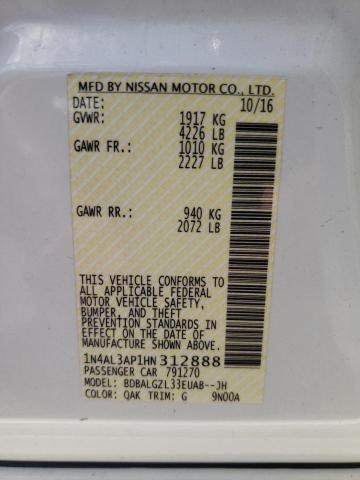 MFD BY NISSAN MOTOR CO., LTD.
DATE: 10/16
GVWR: 1917 KG
4226 LB
GAWR FR.: 1010 KG
2227 LB
GAWR RR.: 940 KG
2072 LB
THIS VEHICLE CONFORMS TO
ALL APPLICABLE FEDERAL
MOTOR VEHICLE SAFETY,
BUMPER, AND THEFT
PREVENTION STANDARDS IN
EFFECT ON THE DATE OF
MANUFACTURE SHOWN ABOVE.
1N4AL3AP1HN312888
PASSENGER CAR 791270
MODEL: BDBALGZL33EUAB--JH
COLOR: QAK TRIM: G 9N00A